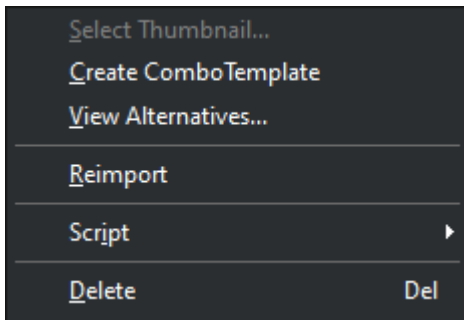 Select Thumbnail...
Create ComboTemplate
View Alternatives...
Reimport
Script
Delete Del